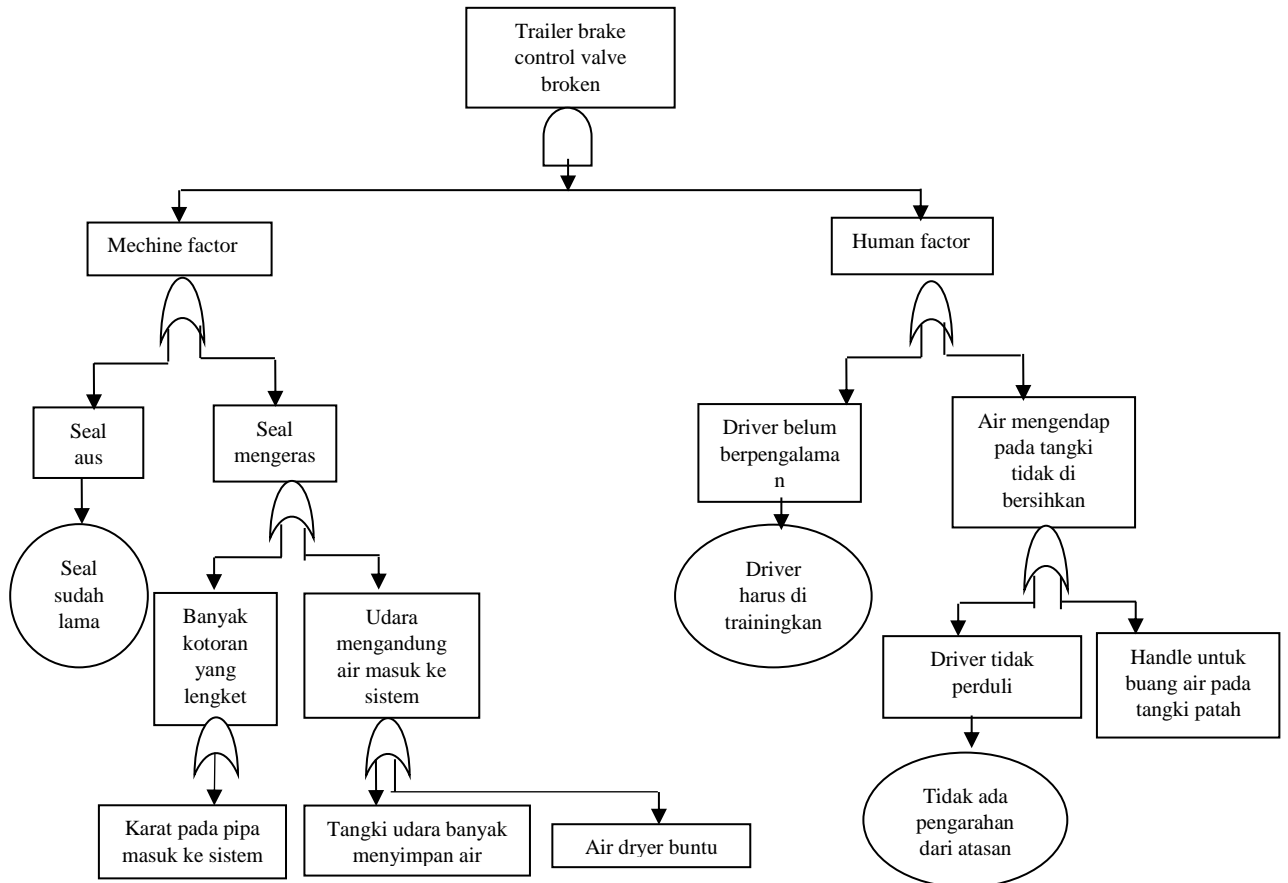 Trailer brake
control valve
broken
Mechine factor
Human factor
Seal
aus
Seal
mengeras
Driver belum
berpengalama
n
Air mengendap
pada tangki
tidak di
bersihkan
Seal
sudah
lama
Banyak
kotoran
yang
lengket
Udara
mengandung
air masuk ke
sistem
Driver
harus di
trainingkan
Driver tidak
perduli
Handle untuk
buang air pada
tangki patah
Karat pada pipa
masuk ke sistem
Tangki udara banyak
menyimpan air
Air dryer buntu
Tidak ada
pengarahan
dari atasan